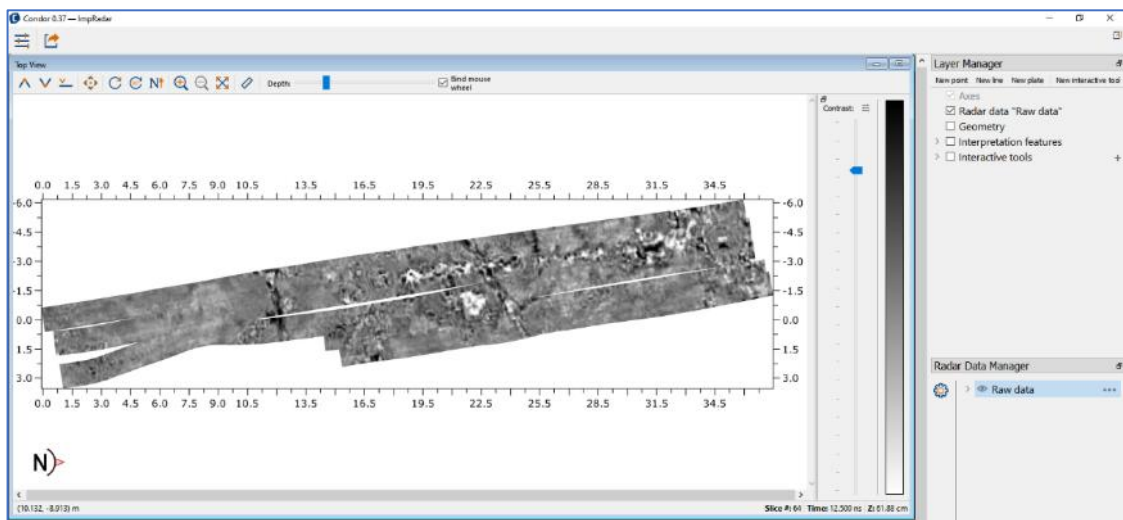 Condor 0.37 — ImpRadar
Top View
Depth:
Bind mouse wheel
Contrast:
0.0 1.5 3.0 4.5 6.0 7.5 9.0 10.5 13.5 16.5 19.5 22.5 25.5 28.5 31.5 34.5
-6.0 -6.0
-4.5 -4.5
-3.0 -3.0
-1.5 -1.5
0.0 0.0
1.5 1.5
3.0 3.0
0.0 1.5 3.0 4.5 6.0 7.5 9.0 10.5 13.5 16.5 19.5 22.5 25.5 28.5 31.5 34.5
N
(10.132, -8.913) m
Slice #: 64 Time: 12.500 ns Z: 61.88 cm
Layer Manager
New point New line New plate New interactive tool
Axes
Radar data "Raw data"
Geometry
Interpretation features
Interactive tools
Radar Data Manager
Raw data